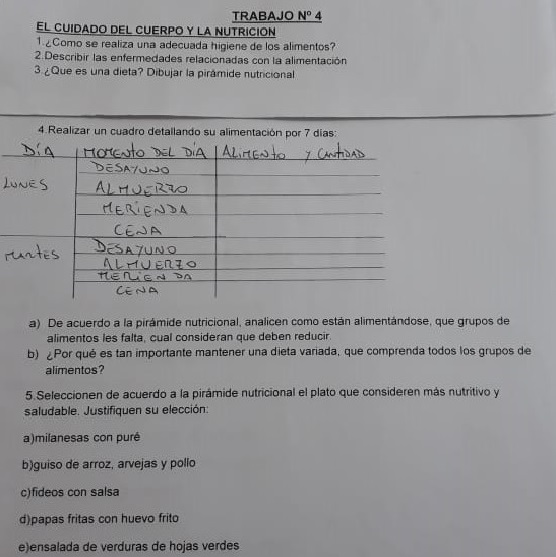 TRABAJO Nº 4
EL CUIDADO DEL CUERPO Y LA NUTRICION
1.¿Como se realiza una adecuada higiene de los alimentos?
2.Describir las enfermedades relacionadas con la alimentación
3.¿Que es una dieta? Dibujar la pirámide nutricional
4.Realizar un cuadro detallando su alimentación por 7 días:
DÍA MOMENTO DEL DÍA ALIMENTO Y CANTIDAD
DESAYUNO
LUNES ALMUERZO
MERIENDA
CENA
MARTES DESAYUNO
ALMUERZO
MERIENDA
CENA
a) De acuerdo a la pirámide nutricional, analicen como están alimentándose, que grupos de
alimentos les falta, cual consideran que deben reducir.
b) ¿Por qué es tan importante mantener una dieta variada, que comprenda todos los grupos de
alimentos?
5.Seleccionen de acuerdo a la pirámide nutricional el plato que consideren más nutritivo y
saludable. Justifiquen su elección:
a)milanesas con puré
b)guiso de arroz, arvejas y pollo
c)fideos con salsa
d)papas fritas con huevo frito
e)ensalada de verduras de hojas verdes